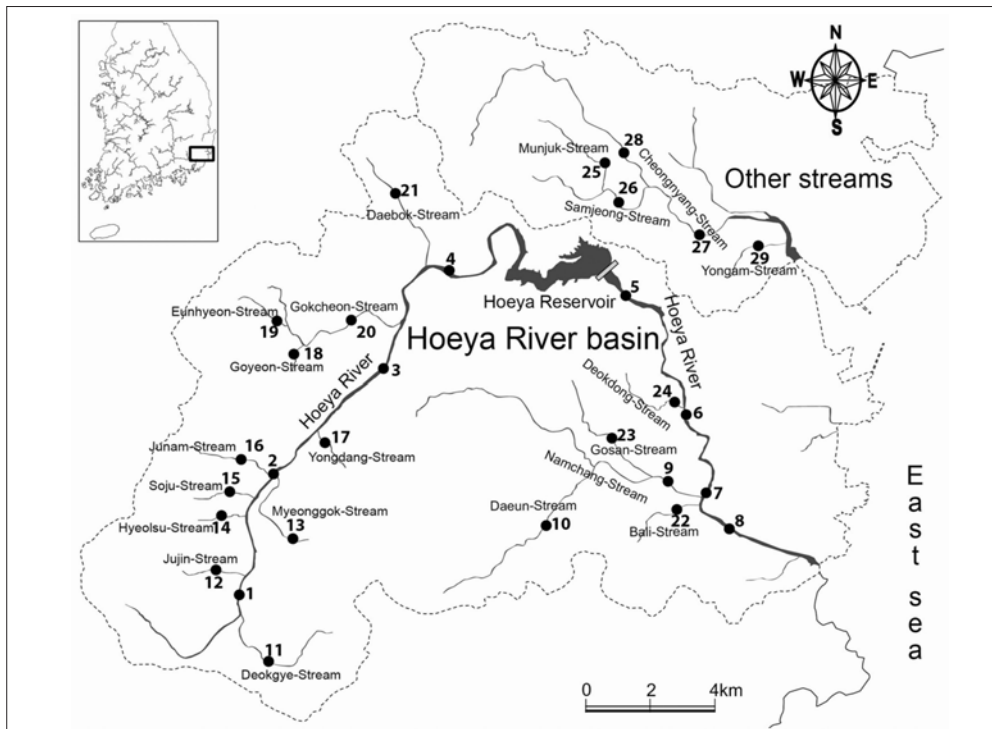 N
W E
S
28
Munjuk-Stream
25
Cheongnyang-Stream
26
Samjeong-Stream
Other streams
27
29
Yongam-Stream
21
Daebok-Stream
4
5
Hoeya Reservoir
Eunhyeon-Stream
Gokcheon-Stream
19
20
18
Goyeon-Stream
Hoeya River basin
Hoeya River
3
Hoeya River
Deokdong-Stream
24
6
23
Gosan-Stream
17
Yongdang-Stream
Junam-Stream
16
2
Soju-Stream
15
Namchang-Stream
9
7
Myeonggok-Stream
Daeun-Stream
10
22
8
Bali-Stream
Hyeolsu-Stream
14
13
Jujin-Stream
12
1
11
Deokgye-Stream
East sea
0 2 4km